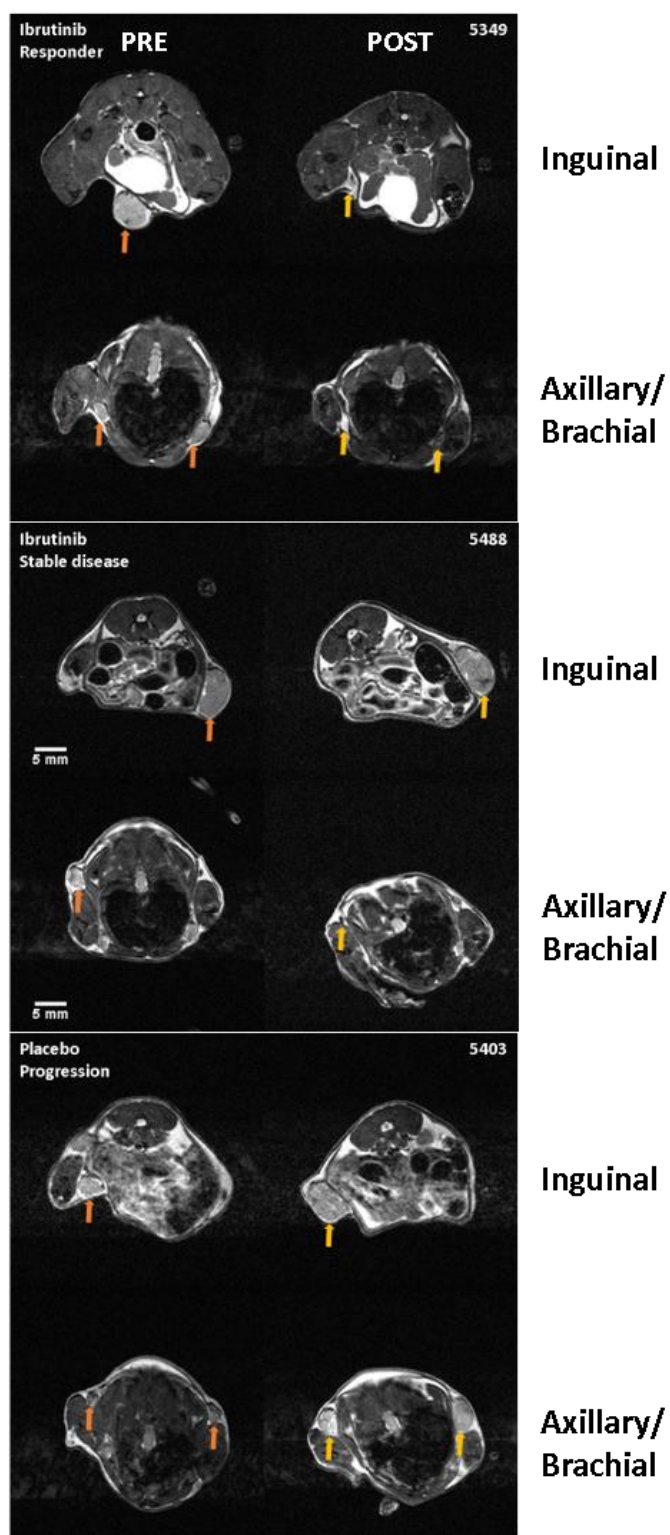 Ibrutinib
Responder
PRE
POST
5349
Inguinal
Axillary/
Brachial
Ibrutinib
Stable disease
5488
Inguinal
5 mm
Axillary/
Brachial
5 mm
Placebo
Progression
5403
Inguinal
Axillary/
Brachial